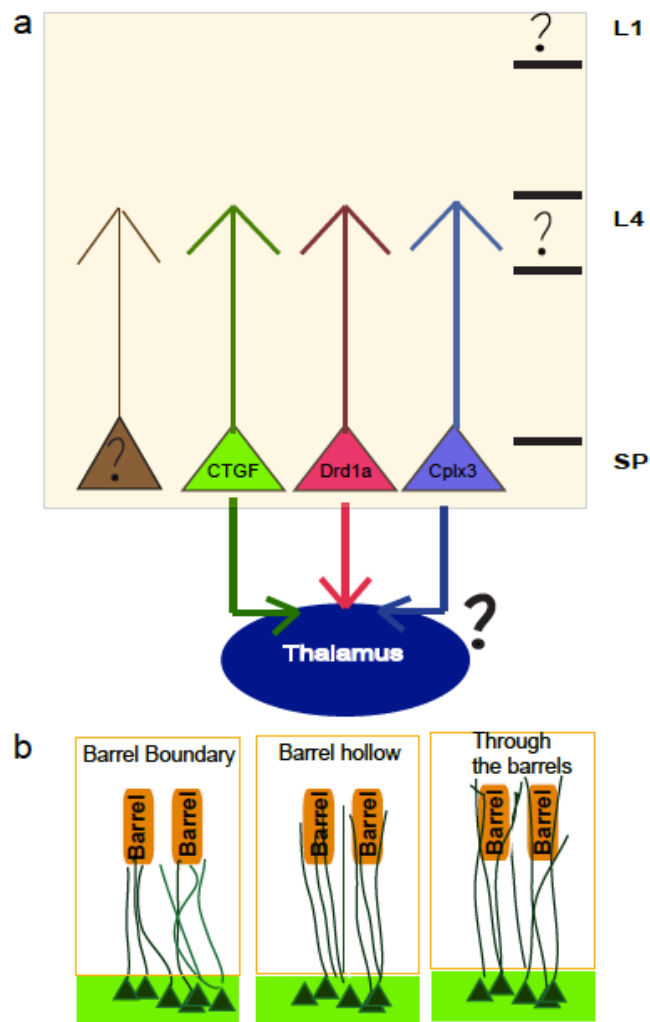 a
?
L1
?
L4
?
CTGF
Drd1a
Cplx3
SP
?
Thalamus
b
Barrel Boundary
Barrel hollow
Through
the barrels
Barrel
Barrel
Barrel
Barrel
Barrel
Barrel